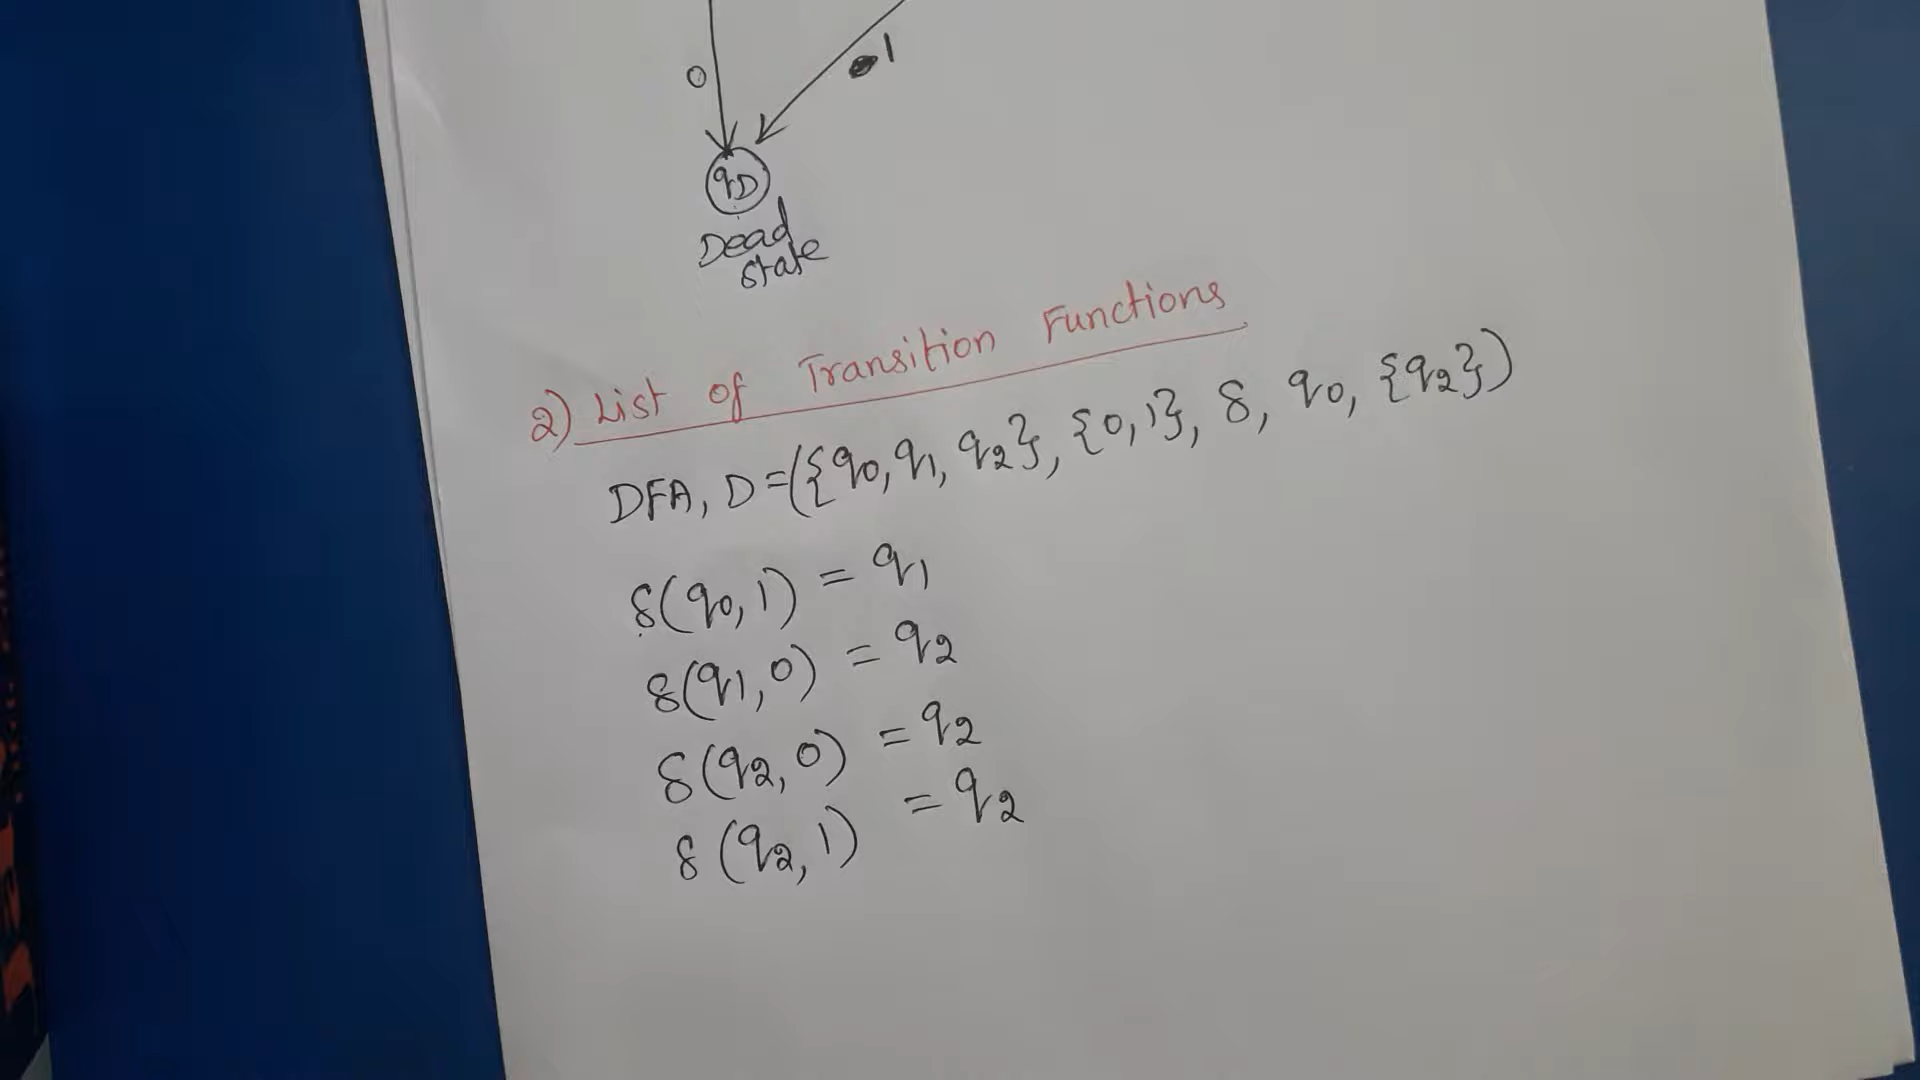 0
1
qD
Dead
state
2) List of Transition Functions
DFA, D=({q0, q1, q2}, {0,1}, δ, q0, {q2})
δ(q0, 1) = q1
δ(q1, 0) = q2
δ(q2, 0) = q2
δ(q2, 1) = q2